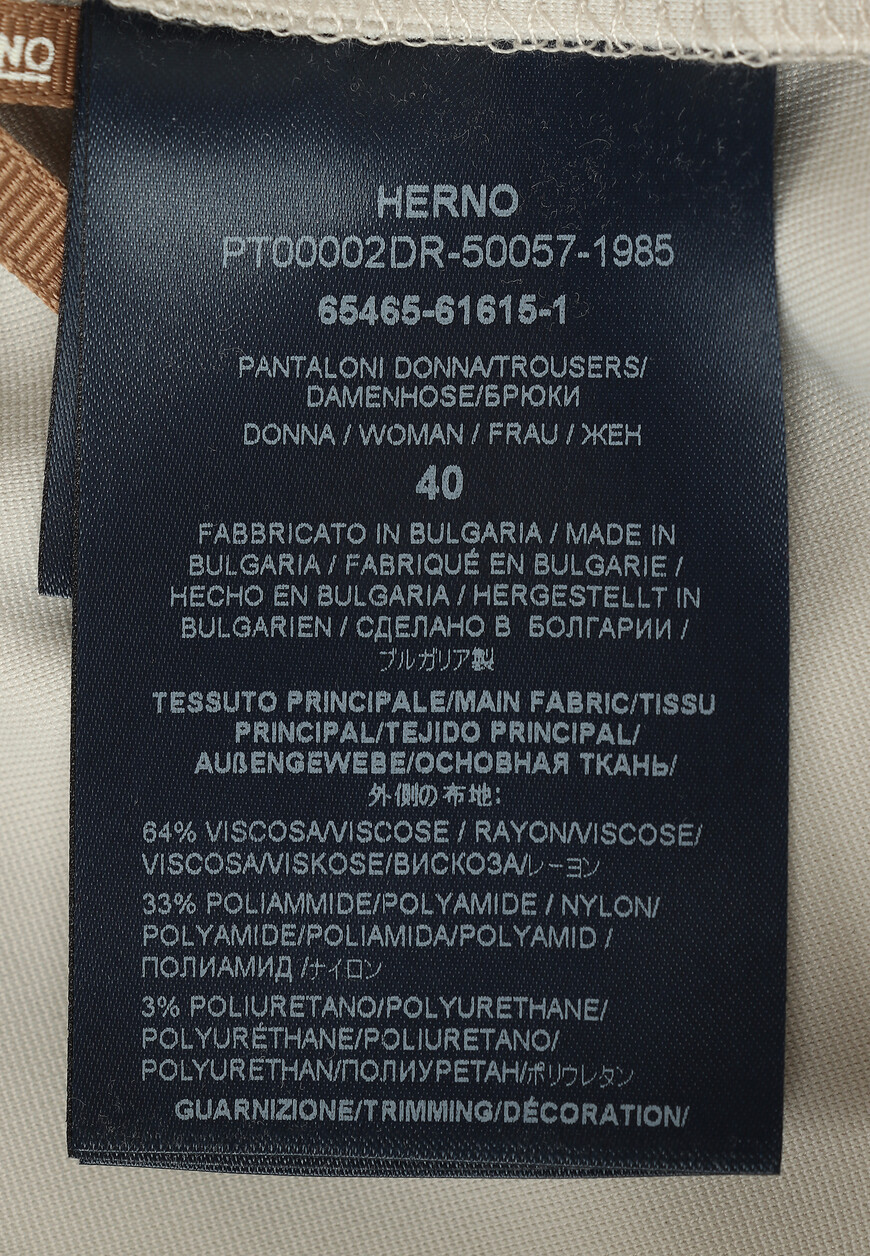 NO
HERNO
PT00002DR-50057-1985
65465-61615-1
PANTALONI DONNA/TROUSERS/
DAMENHOSE/БРЮКИ
DONNA / WOMAN / FRAU / ЖЕН
40
FABBRICATO IN BULGARIA / MADE IN
BULGARIA / FABRIQUÉ EN BULGARIE /
HECHO EN BULGARIA / HERGESTELLT IN
BULGARIEN / СДЕЛАНО В БОЛГАРИИ /
ブルガリア製
TESSUTO PRINCIPALE/MAIN FABRIC/TISSU
PRINCIPAL/TEJIDO PRINCIPAL/
AUßENGEWEBE/ОСНОВНАЯ ТКАНЬ/
外側の布地:
64% VISCOSA/VISCOSE / RAYON/VISCOSE/
VISCOSA/VISKOSE/ВИСКОЗА/レーヨン
33% POLIAMMIDE/POLYAMIDE / NYLON/
POLYAMIDE/POLIAMIDA/POLYAMID /
ПОЛИАМИД /ナイロン
3% POLIURETANO/POLYURETHANE/
POLYURÉTHANE/POLIURETANO/
POLYURETHAN/ПОЛИУРЕТАН/ポリウレタン
GUARNIZIONE/TRIMMING/DÉCORATION/